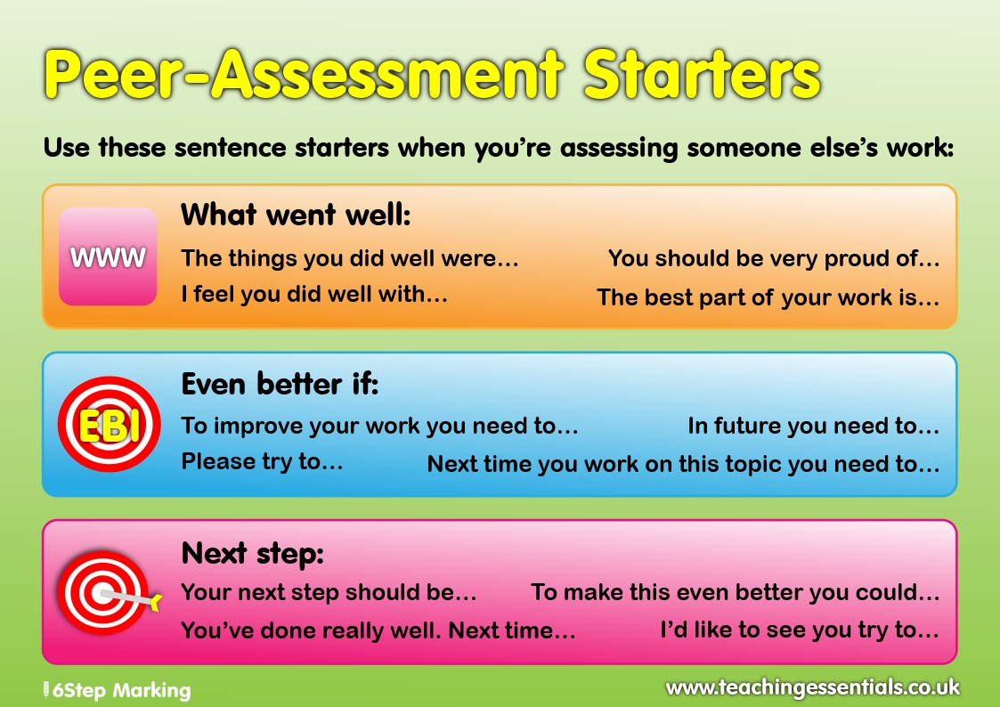 Peer-Assessment Starters
Use these sentence starters when you’re assessing someone else’s work:
WWW
What went well:
The things you did well were…
You should be very proud of…
I feel you did well with…
The best part of your work is…
EBI
Even better if:
To improve your work you need to…
In future you need to…
Please try to…
Next time you work on this topic you need to…
Next step:
Your next step should be…
To make this even better you could…
You’ve done really well. Next time…
I’d like to see you try to…
6Step Marking
www.teachingessentials.co.uk